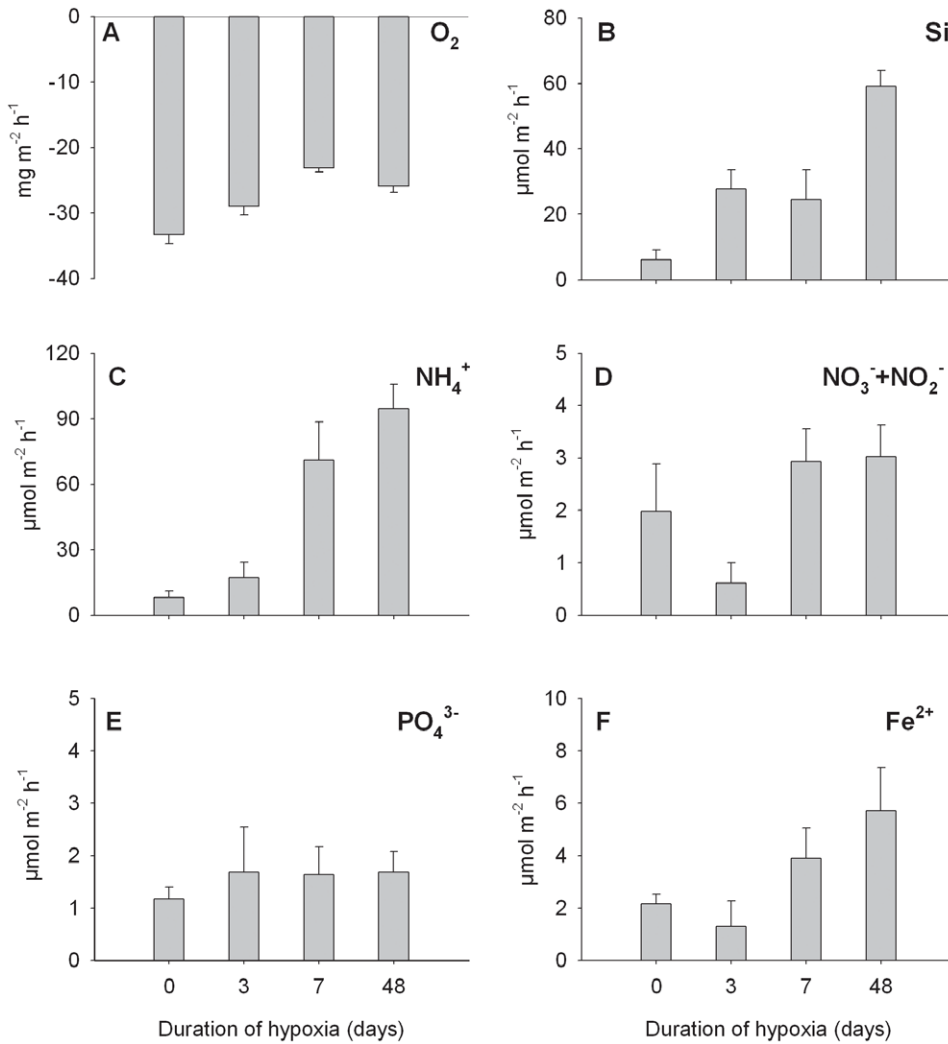 A
O₂
0
-10
-20
-30
-40
mg m⁻² h⁻¹
B
Si
80
60
40
20
0
µmol m⁻² h⁻¹
C
NH₄⁺
120
90
60
30
0
µmol m⁻² h⁻¹
D
NO₃⁻+NO₂⁻
5
4
3
2
1
0
µmol m⁻² h⁻¹
E
PO₄³⁻
5
4
3
2
1
0
µmol m⁻² h⁻¹
0 3 7 48
Duration of hypoxia (days)
F
Fe²⁺
10
8
6
4
2
0
µmol m⁻² h⁻¹
0 3 7 48
Duration of hypoxia (days)